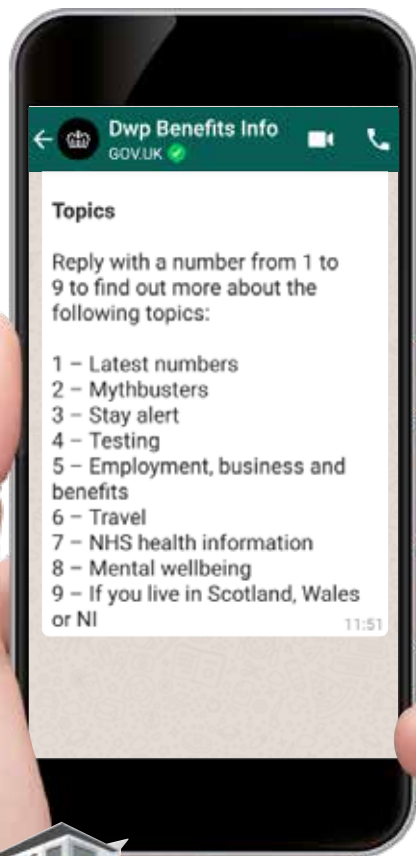 Dwp Benefits Info
GOV.UK
Topics
Reply with a number from 1 to
9 to find out more about the
following topics:
1 – Latest numbers
2 – Mythbusters
3 – Stay alert
4 – Testing
5 – Employment, business and
benefits
6 – Travel
7 – NHS health information
8 – Mental wellbeing
9 – If you live in Scotland, Wales
or NI
11:51